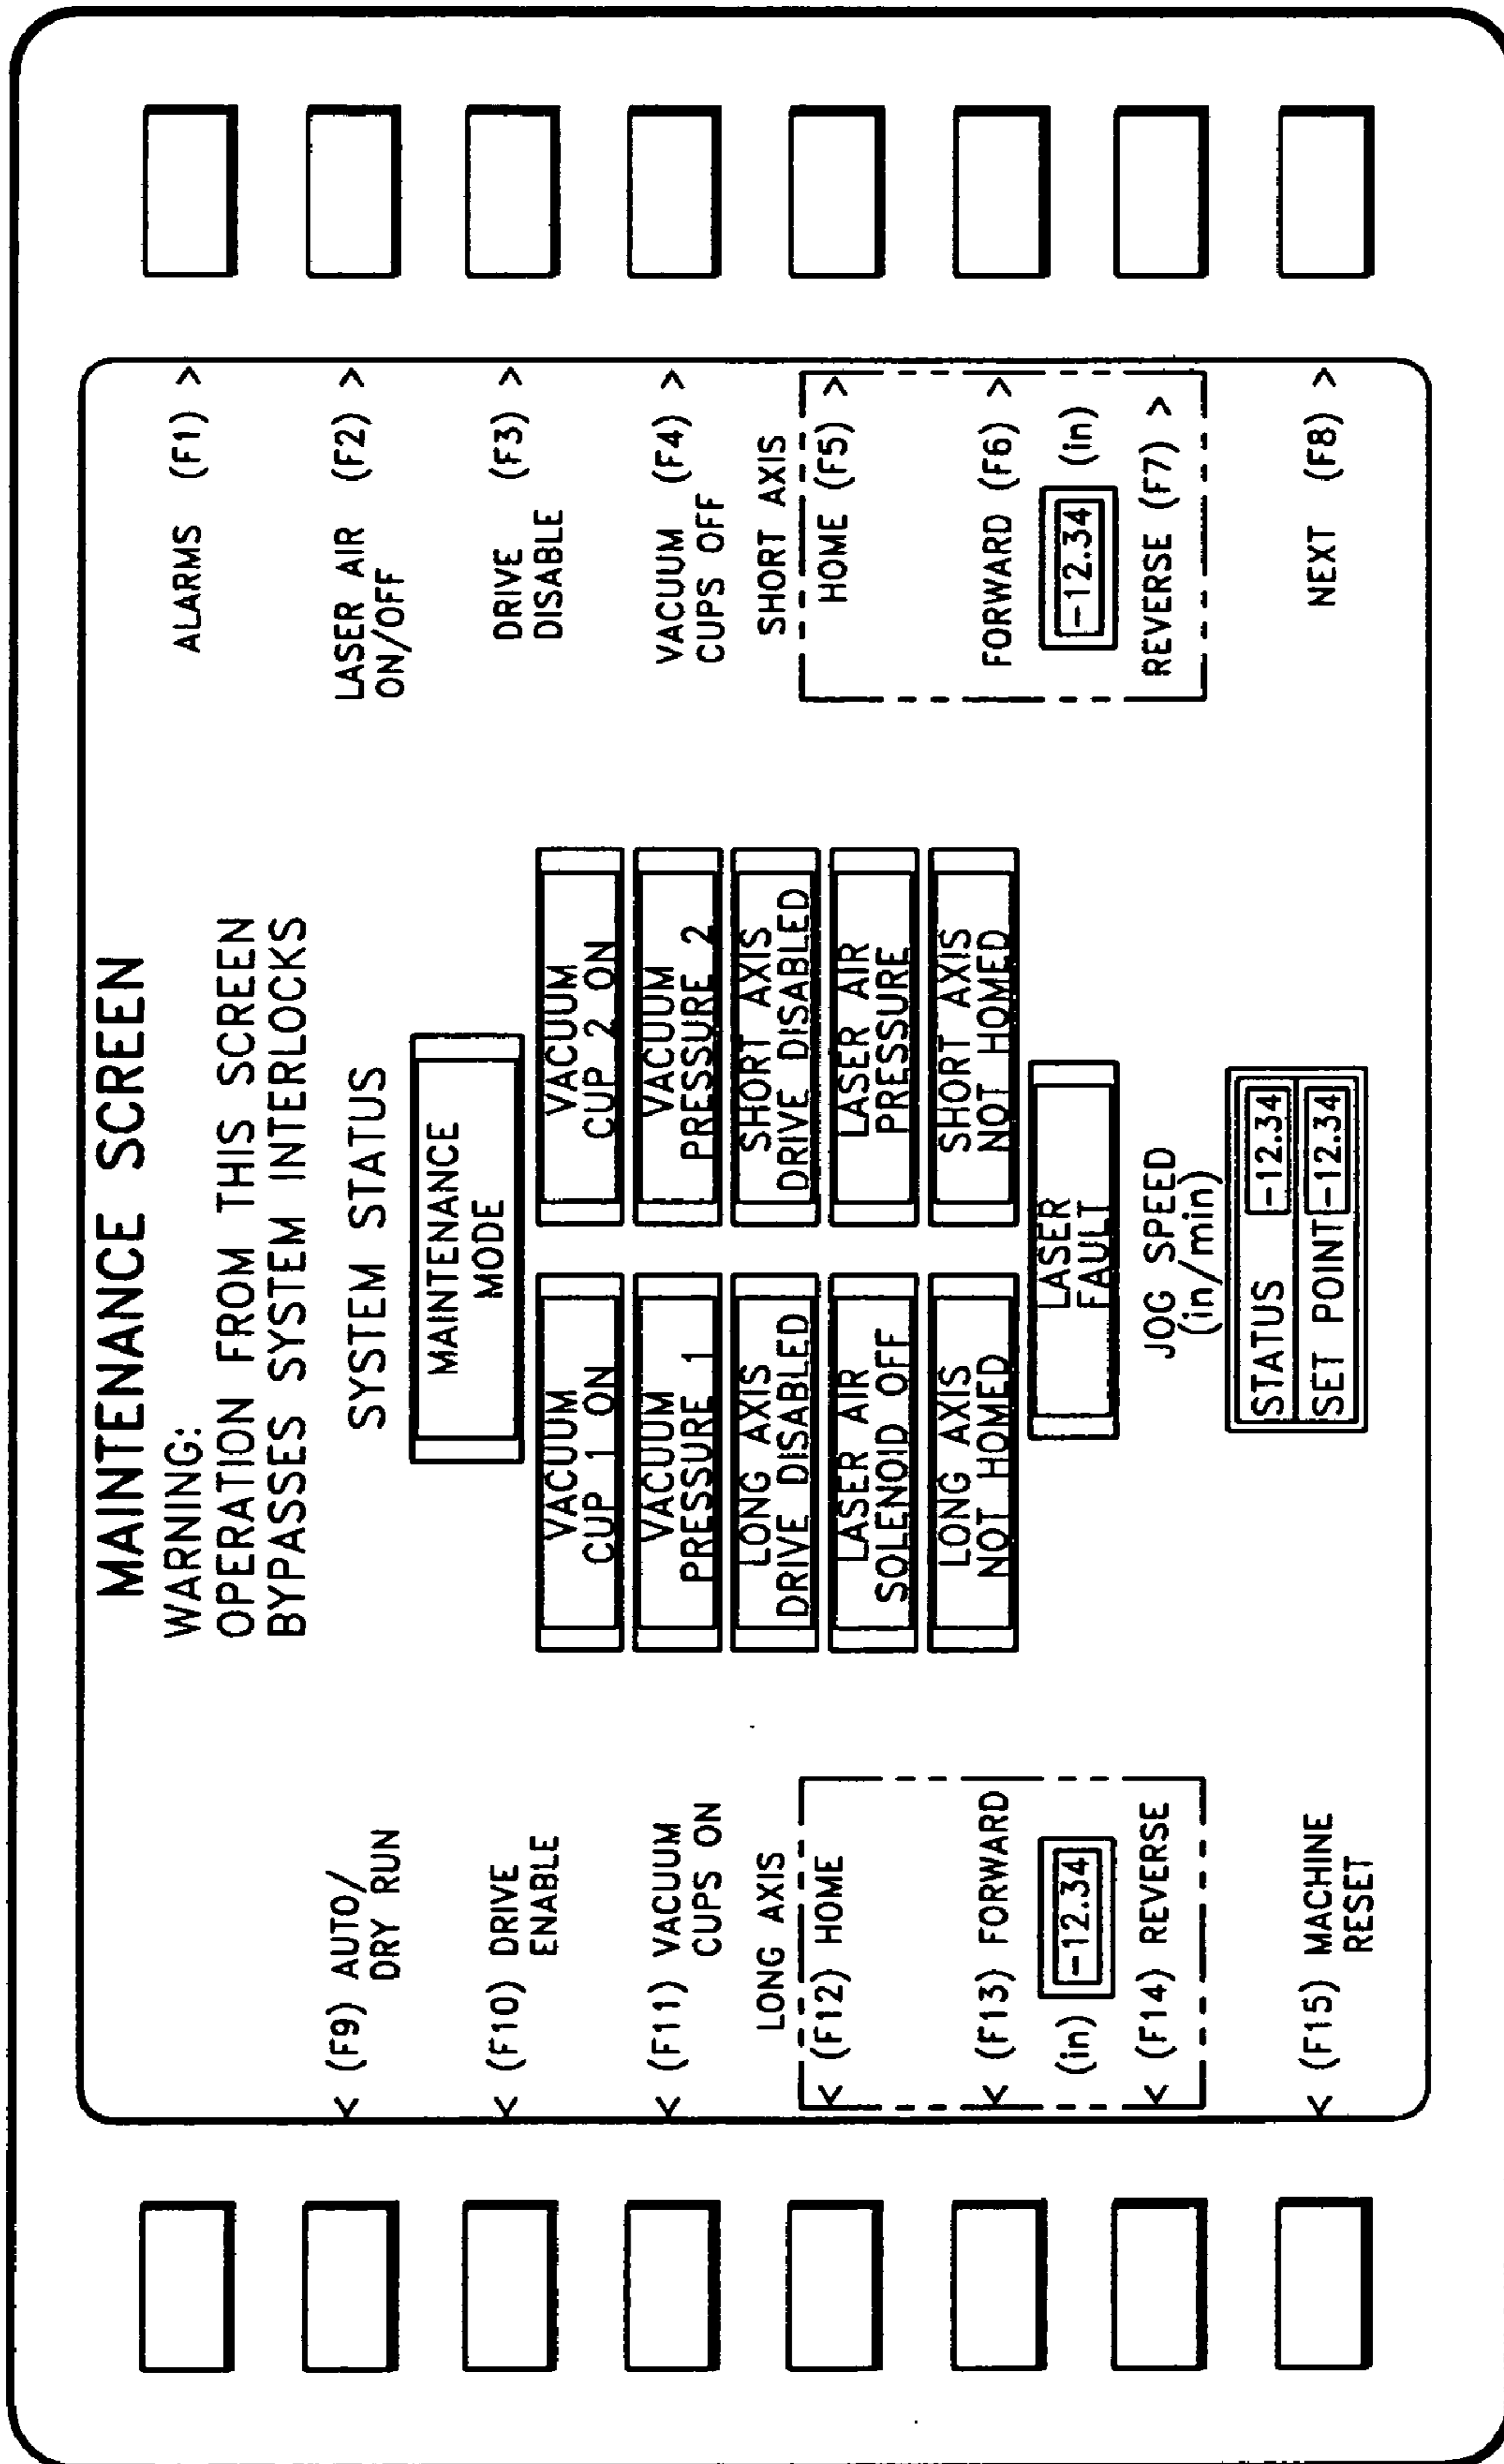 MAINTENANCE SCREEN
WARNING:
OPERATION FROM THIS SCREEN
BYPASSES SYSTEM INTERLOCKS
SYSTEM STATUS
MAINTENANCE
MODE
< (F9) AUTO/
DRY RUN
< (F10) DRIVE
ENABLE
< (F11) VACUUM
CUPS ON
LONG AXIS
< (F12) HOME
< (F13) FORWARD
(in) -12.34
< (F14) REVERSE
< (F15) MACHINE
RESET
VACUUM
CUP 1 ON
VACUUM
CUP 2 ON
VACUUM
PRESSURE 1
VACUUM
PRESSURE 2
LONG AXIS
DRIVE DISABLED
SHORT AXIS
DRIVE DISABLED
LASER AIR
SOLENOID OFF
LASER AIR
PRESSURE
LONG AXIS
NOT HOMED
SHORT AXIS
NOT HOMED
LASER
FAULT
JOG SPEED
(in/min)
STATUS -12.34
SET POINT -12.34
ALARMS (F1) >
LASER AIR (F2) >
ON/OFF
DRIVE (F3) >
DISABLE
VACUUM (F4) >
CUPS OFF
SHORT AXIS
HOME (F5) >
FORWARD (F6) >
-12.34 (in)
REVERSE (F7) >
NEXT (F8) >